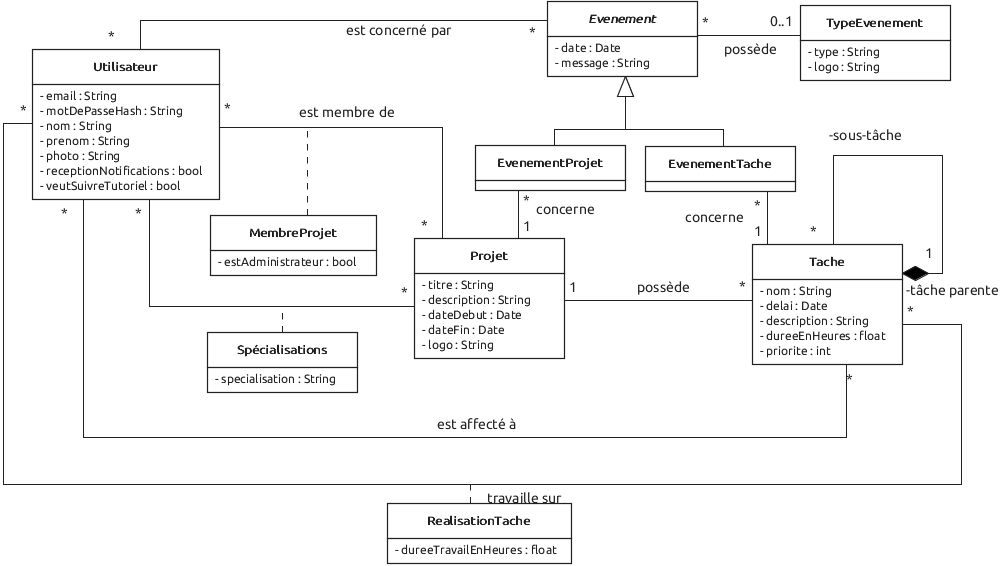 Evenement
- date : Date
- message : String
*
est concerné par
*
*
0..1
possède
TypeEvenement
- type : String
- logo : String
Utilisateur
- email : String
- motDePasseHash : String
- nom : String
- prenom : String
- photo : String
- receptionNotifications : bool
- veutSuivreTutoriel : bool
*
*
*
*
est membre de
*
EvenementProjet
EvenementTache
*
concerne
1
*
concerne
1
-sous-tâche
*
1
-tâche parente
MembreProjet
- estAdministrateur : bool
Projet
- titre : String
- description : String
- dateDebut : Date
- dateFin : Date
- logo : String
*
1
possède
*
Tache
- nom : String
- delai : Date
- description : String
- dureeEnHeures : float
- priorite : int
*
*
Spécialisations
- specialisation : String
est affecté à
travaille sur
RealisationTache
- dureeTravailEnHeures : float